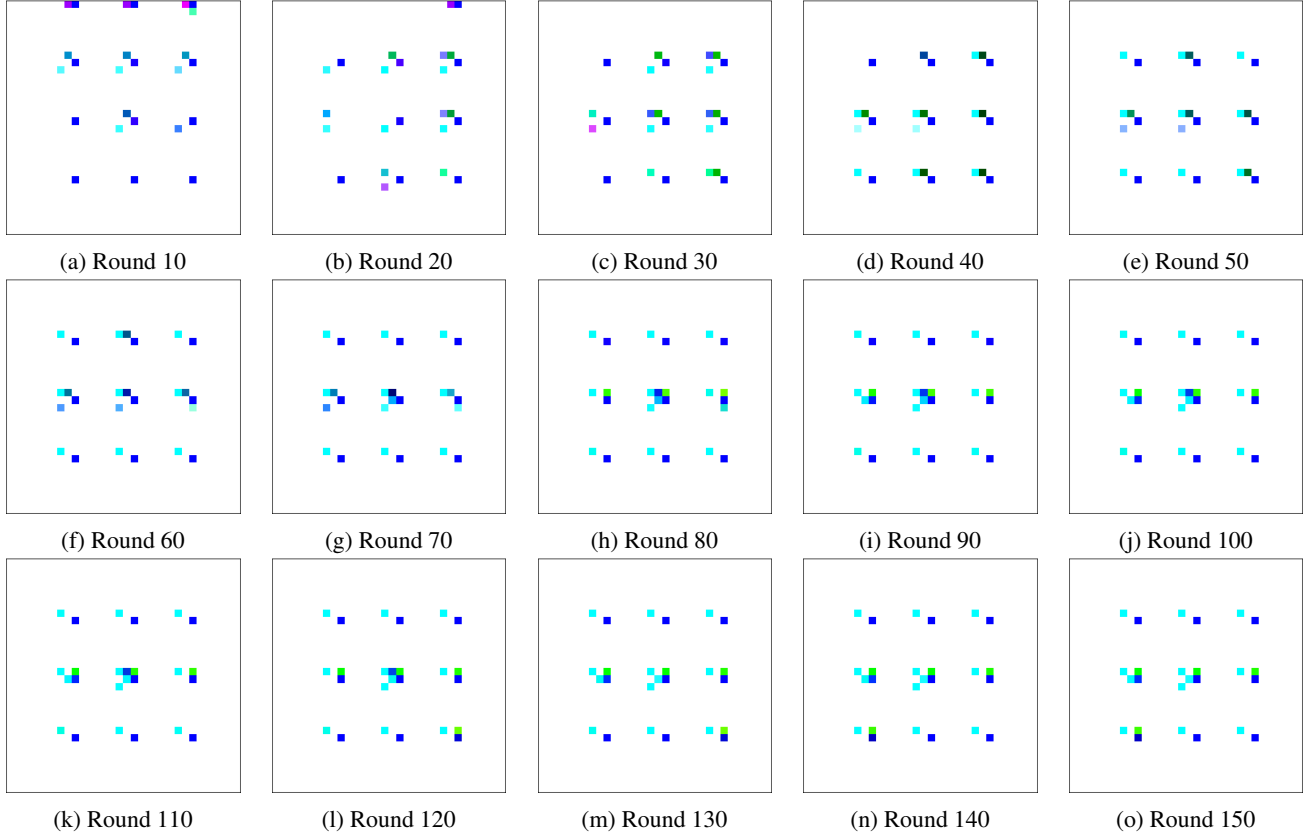 (a) Round 10
(b) Round 20
(c) Round 30
(d) Round 40
(e) Round 50
(f) Round 60
(g) Round 70
(h) Round 80
(i) Round 90
(j) Round 100
(k) Round 110
(l) Round 120
(m) Round 130
(n) Round 140
(o) Round 150